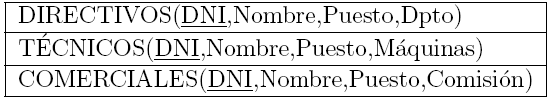 DIRECTIVOS(DNI,Nombre,Puesto,Dpto)
TÉCNICOS(DNI,Nombre,Puesto,Máquinas)
COMERCIALES(DNI,Nombre,Puesto,Comisión)